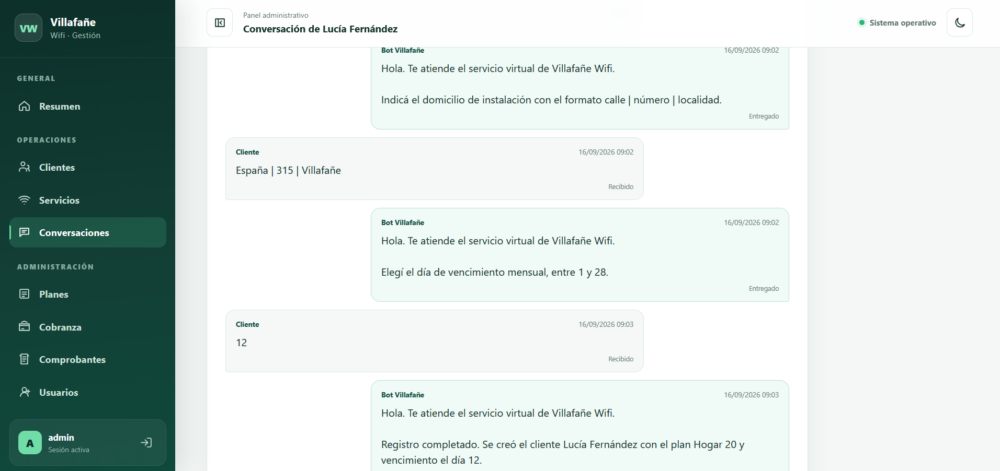 VW
Villafañe
Wifi · Gestión
GENERAL
Resumen
OPERACIONES
Clientes
Servicios
Conversaciones
ADMINISTRACIÓN
Planes
Cobranza
Comprobantes
Usuarios
A
admin
Sesión activa
Panel administrativo
Conversación de Lucía Fernández
Sistema operativo
Bot Villafañe 16/09/2026 09:02
Hola. Te atiende el servicio virtual de Villafañe Wifi.
Indicá el domicilio de instalación con el formato calle | número | localidad.
Entregado
Cliente 16/09/2026 09:02
España | 315 | Villafañe
Recibido
Bot Villafañe 16/09/2026 09:02
Hola. Te atiende el servicio virtual de Villafañe Wifi.
Elegí el día de vencimiento mensual, entre 1 y 28.
Entregado
Cliente 16/09/2026 09:03
12
Recibido
Bot Villafañe 16/09/2026 09:03
Hola. Te atiende el servicio virtual de Villafañe Wifi.
Registro completado. Se creó el cliente Lucía Fernández con el plan Hogar 20 y
vencimiento el día 12.